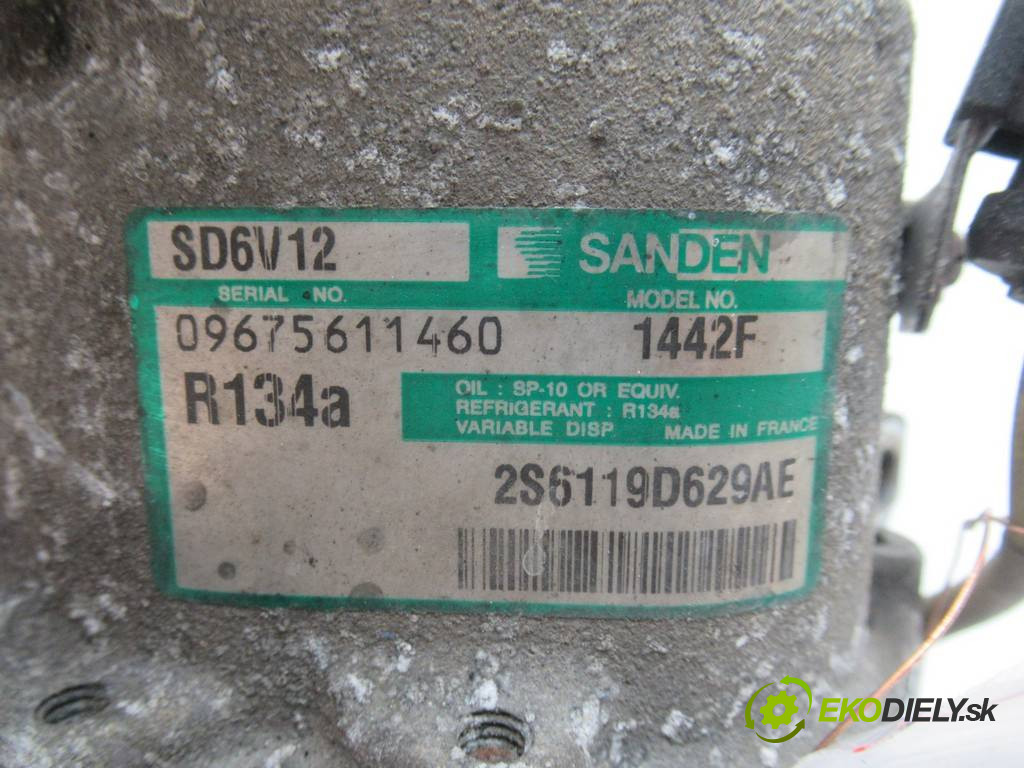 SD6V12 SANDEN
SERIAL NO. MODEL NO.
09675611460 1442F
R134a
OIL : SP-10 OR EQUIV.
REFRIGERANT : R134a
VARIABLE DISP MADE IN FRANCE
2S6119D629AE
EKODIELY.sk